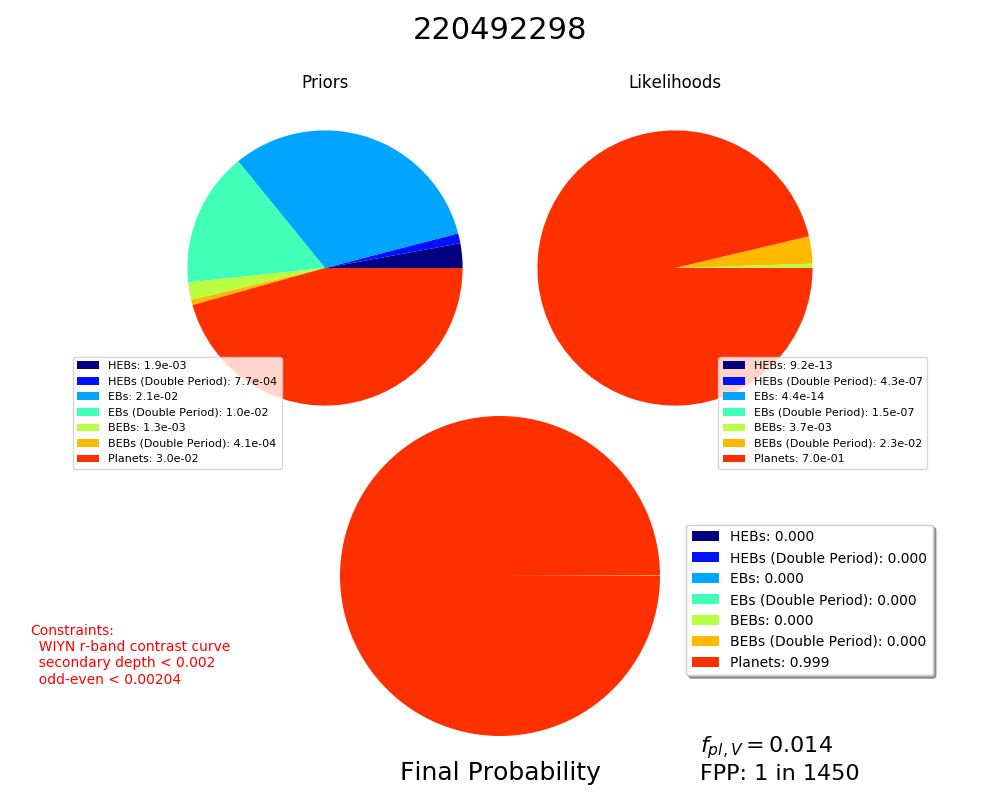 220492298
Priors
Likelihoods
HEBs: 1.9e-03
HEBs (Double Period): 7.7e-04
EBs: 2.1e-02
EBs (Double Period): 1.0e-02
BEBs: 1.3e-03
BEBs (Double Period): 4.1e-04
Planets: 3.0e-02
HEBs: 9.2e-13
HEBs (Double Period): 4.3e-07
EBs: 4.4e-14
EBs (Double Period): 1.5e-07
BEBs: 3.7e-03
BEBs (Double Period): 2.3e-02
Planets: 7.0e-01
HEBs: 0.000
HEBs (Double Period): 0.000
EBs: 0.000
EBs (Double Period): 0.000
BEBs: 0.000
BEBs (Double Period): 0.000
Planets: 0.999
Constraints:
WIYN r-band contrast curve
secondary depth < 0.002
odd-even < 0.00204
f_{pl,V} = 0.014
Final Probability
FPP: 1 in 1450